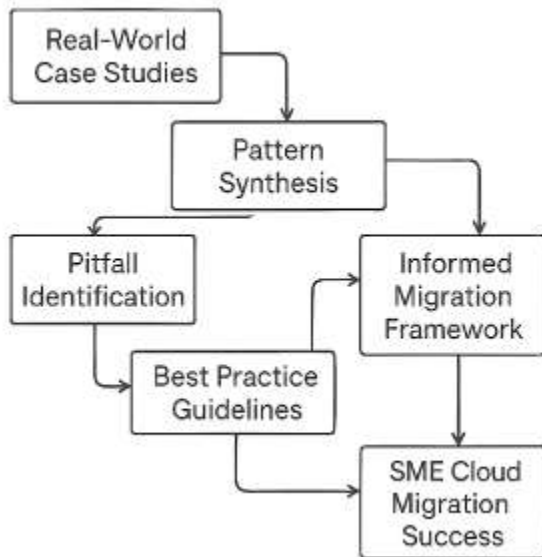 Real-World
Case Studies
Pattern
Synthesis
Pitfall
Identification
Informed
Migration
Framework
Best Practice
Guidelines
SME Cloud
Migration
Success